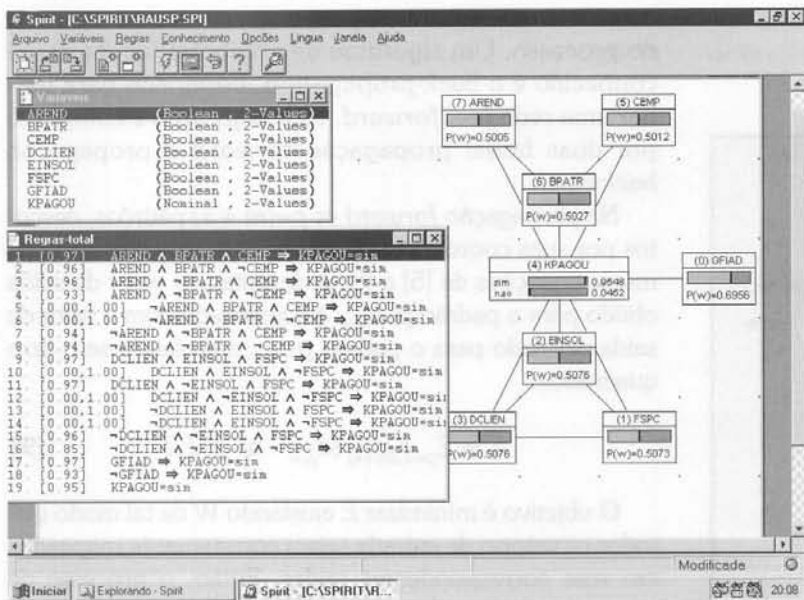 Spirit - [C:\SPIRIT\RAUSP.SPI]
Arquivo Variáveis Regras Conhecimento Opcões Lingua Janela Ajuda
Variaveis
AREND (Boolean , 2-Values)
BPATR (Boolean , 2-Values)
CEMP (Boolean , 2-Values)
DCLIEN (Boolean , 2-Values)
EINSOL (Boolean , 2-Values)
FSPC (Boolean , 2-Values)
GFIAD (Boolean , 2-Values)
KPAGOU (Nominal , 2-Values)
Regras-total
1. [0.97] AREND ∧ BPATR ∧ CEMP ⇒ KPAGOU=sim
2. [0.96] AREND ∧ BPATR ∧ ¬CEMP ⇒ KPAGOU=sim
3. [0.96] AREND ∧ ¬BPATR ∧ CEMP ⇒ KPAGOU=sim
4. [0.93] AREND ∧ ¬BPATR ∧ ¬CEMP ⇒ KPAGOU=sim
5. [0.00,1.00] ¬AREND ∧ BPATR ∧ CEMP ⇒ KPAGOU=sim
6. [0.00,1.00] ¬AREND ∧ BPATR ∧ ¬CEMP ⇒ KPAGOU=sim
7. [0.94] ¬AREND ∧ ¬BPATR ∧ CEMP ⇒ KPAGOU=sim
8. [0.94] ¬AREND ∧ ¬BPATR ∧ ¬CEMP ⇒ KPAGOU=sim
9. [0.97] DCLIEN ∧ EINSOL ∧ FSPC ⇒ KPAGOU=sim
10. [0.00,1.00] DCLIEN ∧ EINSOL ∧ ¬FSPC ⇒ KPAGOU=sim
11. [0.97] DCLIEN ∧ ¬EINSOL ∧ FSPC ⇒ KPAGOU=sim
12. [0.00,1.00] DCLIEN ∧ ¬EINSOL ∧ ¬FSPC ⇒ KPAGOU=si
13. [0.00,1.00] ¬DCLIEN ∧ EINSOL ∧ FSPC ⇒ KPAGOU=sim
14. [0.00,1.00] ¬DCLIEN ∧ EINSOL ∧ ¬FSPC ⇒ KPAGOU=si
15. [0.96] ¬DCLIEN ∧ ¬EINSOL ∧ FSPC ⇒ KPAGOU=sim
16. [0.85] ¬DCLIEN ∧ ¬EINSOL ∧ ¬FSPC ⇒ KPAGOU=sim
17. [0.97] GFIAD ⇒ KPAGOU=sim
18. [0.93] ¬GFIAD ⇒ KPAGOU=sim
19. [0.95] KPAGOU=sim
(7) AREND
P(w)=0.5005
(5) CEMP
P(w)=0.5012
(6) BPATR
P(w)=0.5027
(4) KPAGOU
sim 0.9548
não 0.0452
(0) GFIAD
P(w)=0.6956
(2) EINSOL
P(w)=0.5076
(3) DCLIEN
P(w)=0.5076
(1) FSPC
P(w)=0.5073
Modificada
Iniciar
Explorando - Spirit
Spirit - [C:\SPIRIT\R...
20:08